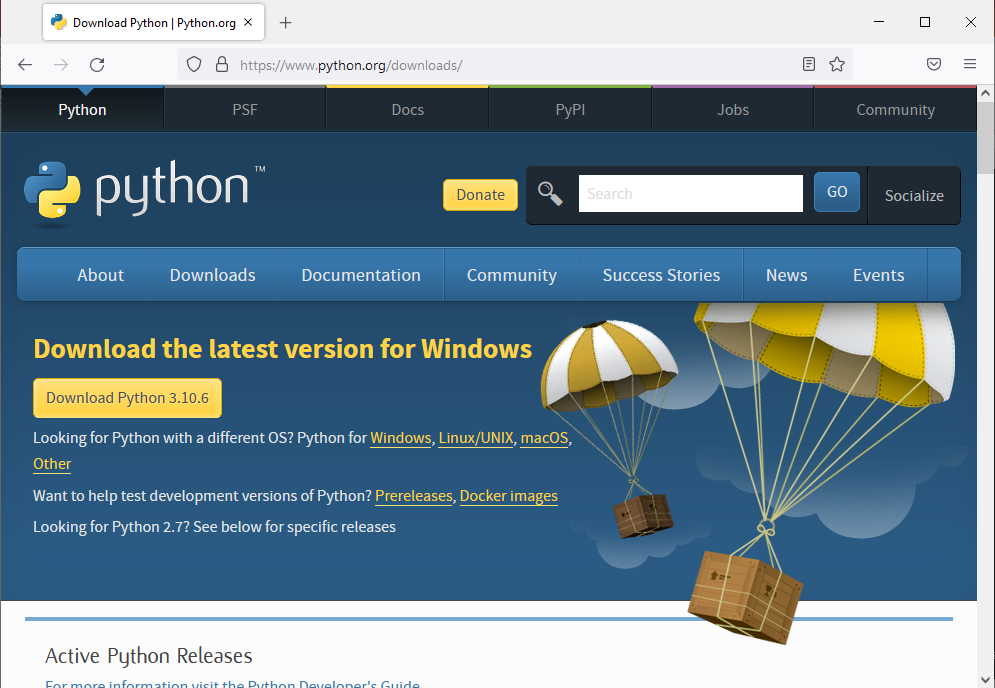 Download Python | Python.org
https://www.python.org/downloads/
Python PSF Docs PyPI Jobs Community
python™
Donate
Search
GO
Socialize
About Downloads Documentation Community Success Stories News Events
Download the latest version for Windows
Download Python 3.10.6
Looking for Python with a different OS? Python for Windows, Linux/UNIX, macOS,
Other
Want to help test development versions of Python? Prereleases, Docker images
Looking for Python 2.7? See below for specific releases
Active Python Releases
For more information visit the Python Developer's Guide